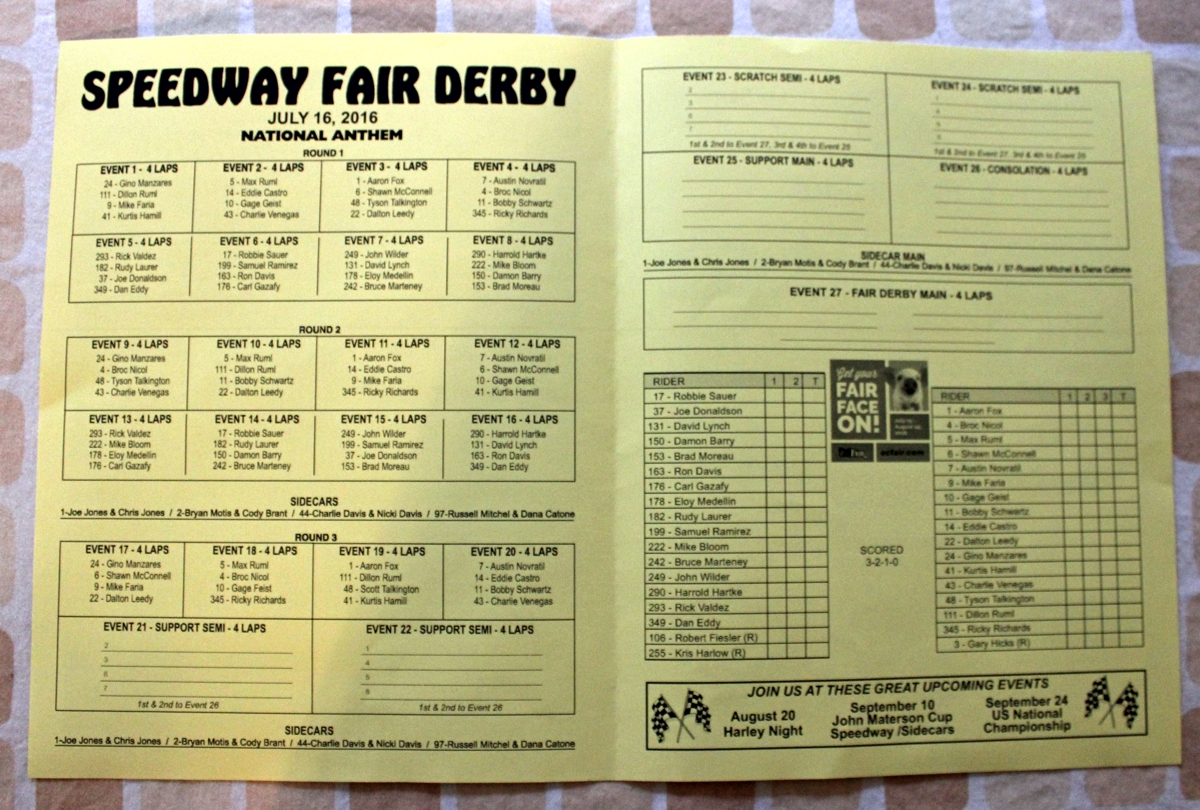 SPEEDWAY FAIR DERBY
JULY 16, 2016
NATIONAL ANTHEM
ROUND 1
EVENT 1 - 4 LAPS
24 - Gino Manzares
111 - Dillon Ruml
9 - Mike Faria
41 - Kurtis Hamill
EVENT 2 - 4 LAPS
5 - Max Ruml
14 - Eddie Castro
10 - Gage Geist
43 - Charlie Venegas
EVENT 3 - 4 LAPS
1 - Aaron Fox
6 - Shawn McConnell
48 - Tyson Talkington
22 - Dalton Leedy
EVENT 4 - 4 LAPS
7 - Austin Novratil
4 - Broc Nicol
11 - Bobby Schwartz
345 - Ricky Richards
EVENT 5 - 4 LAPS
293 - Rick Valdez
182 - Rudy Laurer
37 - Joe Donaldson
349 - Dan Eddy
EVENT 6 - 4 LAPS
17 - Robbie Sauer
199 - Samuel Ramirez
163 - Ron Davis
176 - Carl Gazafy
EVENT 7 - 4 LAPS
249 - John Wilder
131 - David Lynch
178 - Eloy Medellin
242 - Bruce Marteney
EVENT 8 - 4 LAPS
290 - Harrold Hartke
222 - Mike Bloom
150 - Damon Barry
153 - Brad Moreau
ROUND 2
EVENT 9 - 4 LAPS
24 - Gino Manzares
4 - Broc Nicol
48 - Tyson Talkington
43 - Charlie Venegas
EVENT 10 - 4 LAPS
5 - Max Ruml
111 - Dillon Ruml
11 - Bobby Schwartz
22 - Dalton Leedy
EVENT 11 - 4 LAPS
1 - Aaron Fox
14 - Eddie Castro
9 - Mike Faria
345 - Ricky Richards
EVENT 12 - 4 LAPS
7 - Austin Novratil
6 - Shawn McConnell
10 - Gage Geist
41 - Kurtis Hamill
EVENT 13 - 4 LAPS
293 - Rick Valdez
222 - Mike Bloom
178 - Eloy Medellin
176 - Carl Gazafy
EVENT 14 - 4 LAPS
17 - Robbie Sauer
182 - Rudy Laurer
150 - Damon Barry
242 - Bruce Marteney
EVENT 15 - 4 LAPS
249 - John Wilder
199 - Samuel Ramirez
37 - Joe Donaldson
153 - Brad Moreau
EVENT 16 - 4 LAPS
290 - Harrold Hartke
131 - David Lynch
163 - Ron Davis
349 - Dan Eddy
SIDECARS
1-Joe Jones & Chris Jones / 2-Bryan Motis & Cody Brant / 44-Charlie Davis & Nicki Davis / 97-Russell Mitchel & Dana Catone
ROUND 3
EVENT 17 - 4 LAPS
24 - Gino Manzares
6 - Shawn McConnell
9 - Mike Faria
22 - Dalton Leedy
EVENT 18 - 4 LAPS
5 - Max Ruml
4 - Broc Nicol
10 - Gage Feist
345 - Ricky Richards
EVENT 19 - 4 LAPS
1 - Aaron Fox
111 - Dillon Ruml
48 - Scott Talkington
41 - Kurtis Hamill
EVENT 20 - 4 LAPS
7 - Austin Novratil
14 - Eddie Castro
11 - Bobby Schwartz
43 - Charlie Venegas
EVENT 21 - SUPPORT SEMI - 4 LAPS
2
3
6
7
1st & 2nd to Event 26
EVENT 22 - SUPPORT SEMI - 4 LAPS
1
4
5
8
1st & 2nd to Event 26
SIDECARS
1-Joe Jones & Chris Jones / 2-Bryan Motis & Cody Brant / 44-Charlie Davis & Nicki Davis / 97-Russell Mitchel & Dana Catone
EVENT 23 - SCRATCH SEMI - 4 LAPS
2
3
6
7
1st & 2nd to Event 27, 3rd & 4th to Event 26
EVENT 24 - SCRATCH SEMI - 4 LAPS
1st & 2nd to Event 27, 3rd & 4th to Event 26
EVENT 25 - SUPPORT MAIN - 4 LAPS
EVENT 26 - CONSOLATION - 4 LAPS
SIDECAR MAIN
1-Joe Jones & Chris Jones / 2-Bryan Motis & Cody Brant / 44-Charlie Davis & Nicki Davis / 97-Russell Mitchel & Dana Catone
EVENT 27 - FAIR DERBY MAIN - 4 LAPS
RIDER 1 2 T
17 - Robbie Sauer
37 - Joe Donaldson
131 - David Lynch
150 - Damon Barry
153 - Brad Moreau
163 - Ron Davis
176 - Carl Gazafy
178 - Eloy Medellin
182 - Rudy Laurer
199 - Samuel Ramirez
222 - Mike Bloom
242 - Bruce Marteney
249 - John Wilder
290 - Harrold Hartke
293 - Rick Valdez
349 - Dan Eddy
106 - Robert Fiesler (R)
255 - Kris Harlow (R)
Get your
FAIR
FACE
ON!
ocfair.com
SCORED
3-2-1-0
RIDER 1 2 3 T
1 - Aaron Fox
4 - Broc Nicol
5 - Max Ruml
6 - Shawn McConnell
7 - Austin Novratil
9 - Mike Faria
10 - Gage Geist
11 - Bobby Schwartz
14 - Eddie Castro
22 - Dalton Leedy
24 - Gino Manzares
41 - Kurtis Hamill
43 - Charlie Venegas
48 - Tyson Talkington
111 - Dillon Ruml
345 - Ricky Richards
3 - Gary Hicks (R)
JOIN US AT THESE GREAT UPCOMING EVENTS
August 20
Harley Night
September 10
John Materson Cup
Speedway /Sidecars
September 24
US National
Championship